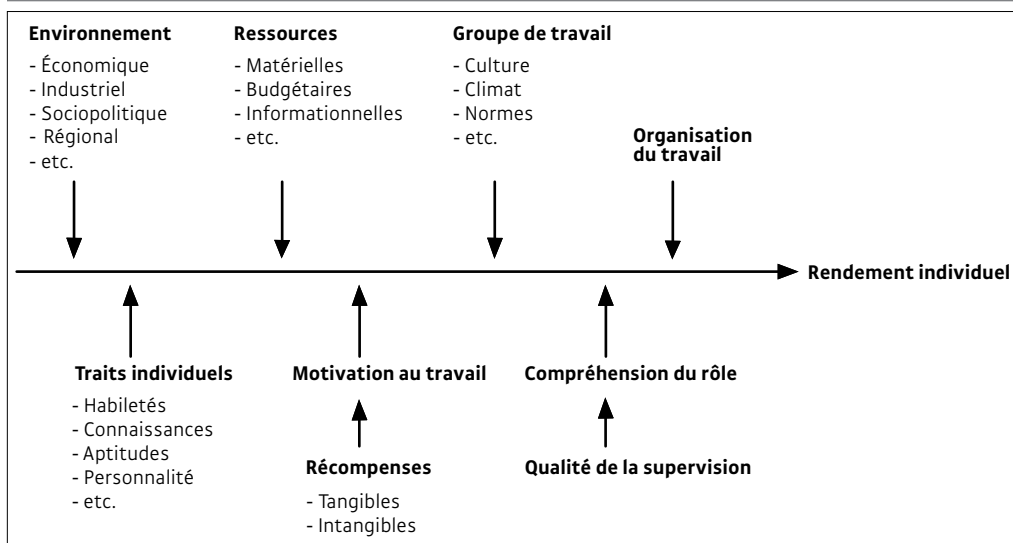 Environnement
- Économique
- Industriel
- Sociopolitique
- Régional
- etc.
Ressources
- Matérielles
- Budgétaires
- Informationnelles
- etc.
Groupe de travail
- Culture
- Climat
- Normes
- etc.
Organisation
du travail
Rendement individuel
Traits individuels
- Habiletés
- Connaissances
- Aptitudes
- Personnalité
- etc.
Motivation au travail
Récompenses
- Tangibles
- Intangibles
Compréhension du rôle
Qualité de la supervision